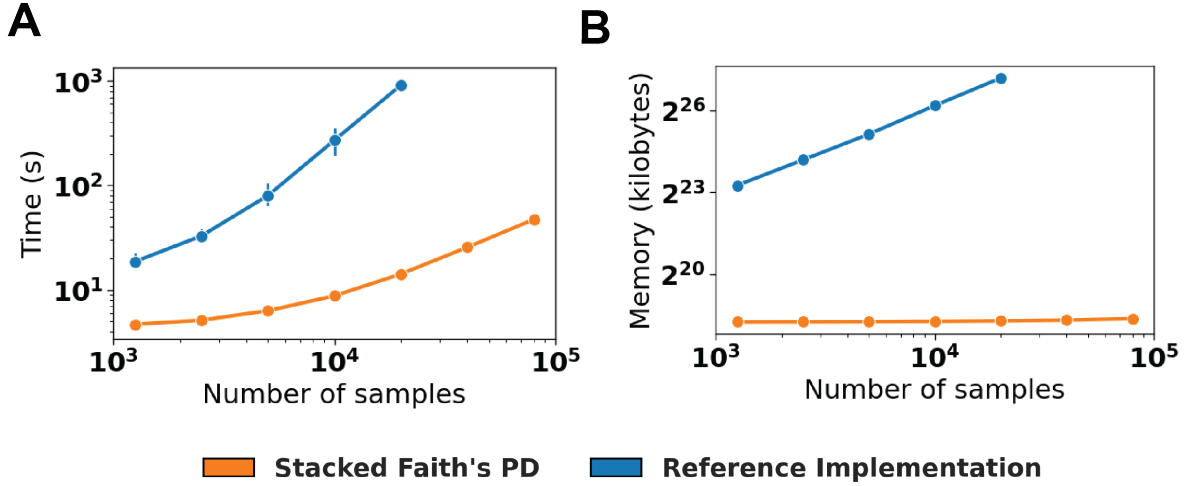 A
B
Time (s)
10³
10²
10¹
10³
10⁴
10⁵
Number of samples
Memory (kilobytes)
2²⁶
2²³
2²⁰
10³
10⁴
10⁵
Number of samples
Stacked Faith's PD
Reference Implementation